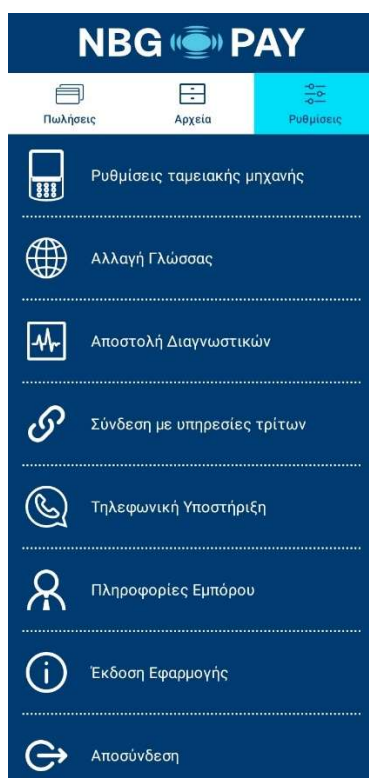 NBG PAY
Πωλήσεις Αρχεία Ρυθμίσεις
Ρυθμίσεις ταμειακής μηχανής
Αλλαγή Γλώσσας
Αποστολή Διαγνωστικών
Σύνδεση με υπηρεσίες τρίτων
Τηλεφωνική Υποστήριξη
Πληροφορίες Εμπόρου
Έκδοση Εφαρμογής
Αποσύνδεση